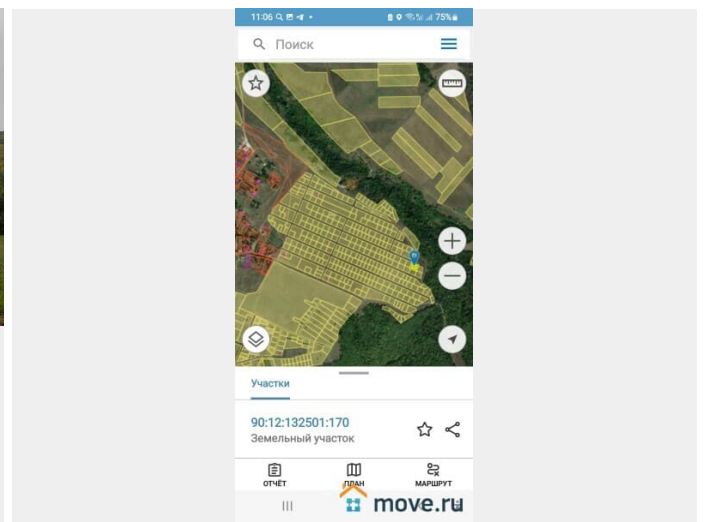 11:06
75%
Поиск
Участки
90:12:132501:170
Земельный участок
ОТЧЁТ
ПЛАН
МАРШРУТ
move.ru